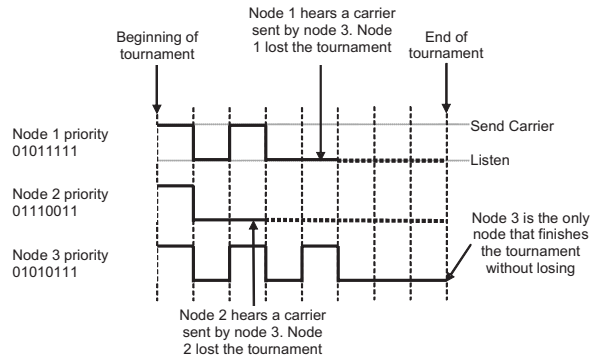 Node 1 hears a carrier
sent by node 3. Node
1 lost the tournament
Beginning of
tournament
End of
tournament
Node 1 priority
01011111
Send Carrier
Listen
Node 2 priority
01110011
Node 3 priority
01010111
Node 3 is the only
node that finishes
the tournament
without losing
Node 2 hears a carrier
sent by node 3. Node
2 lost the tournament